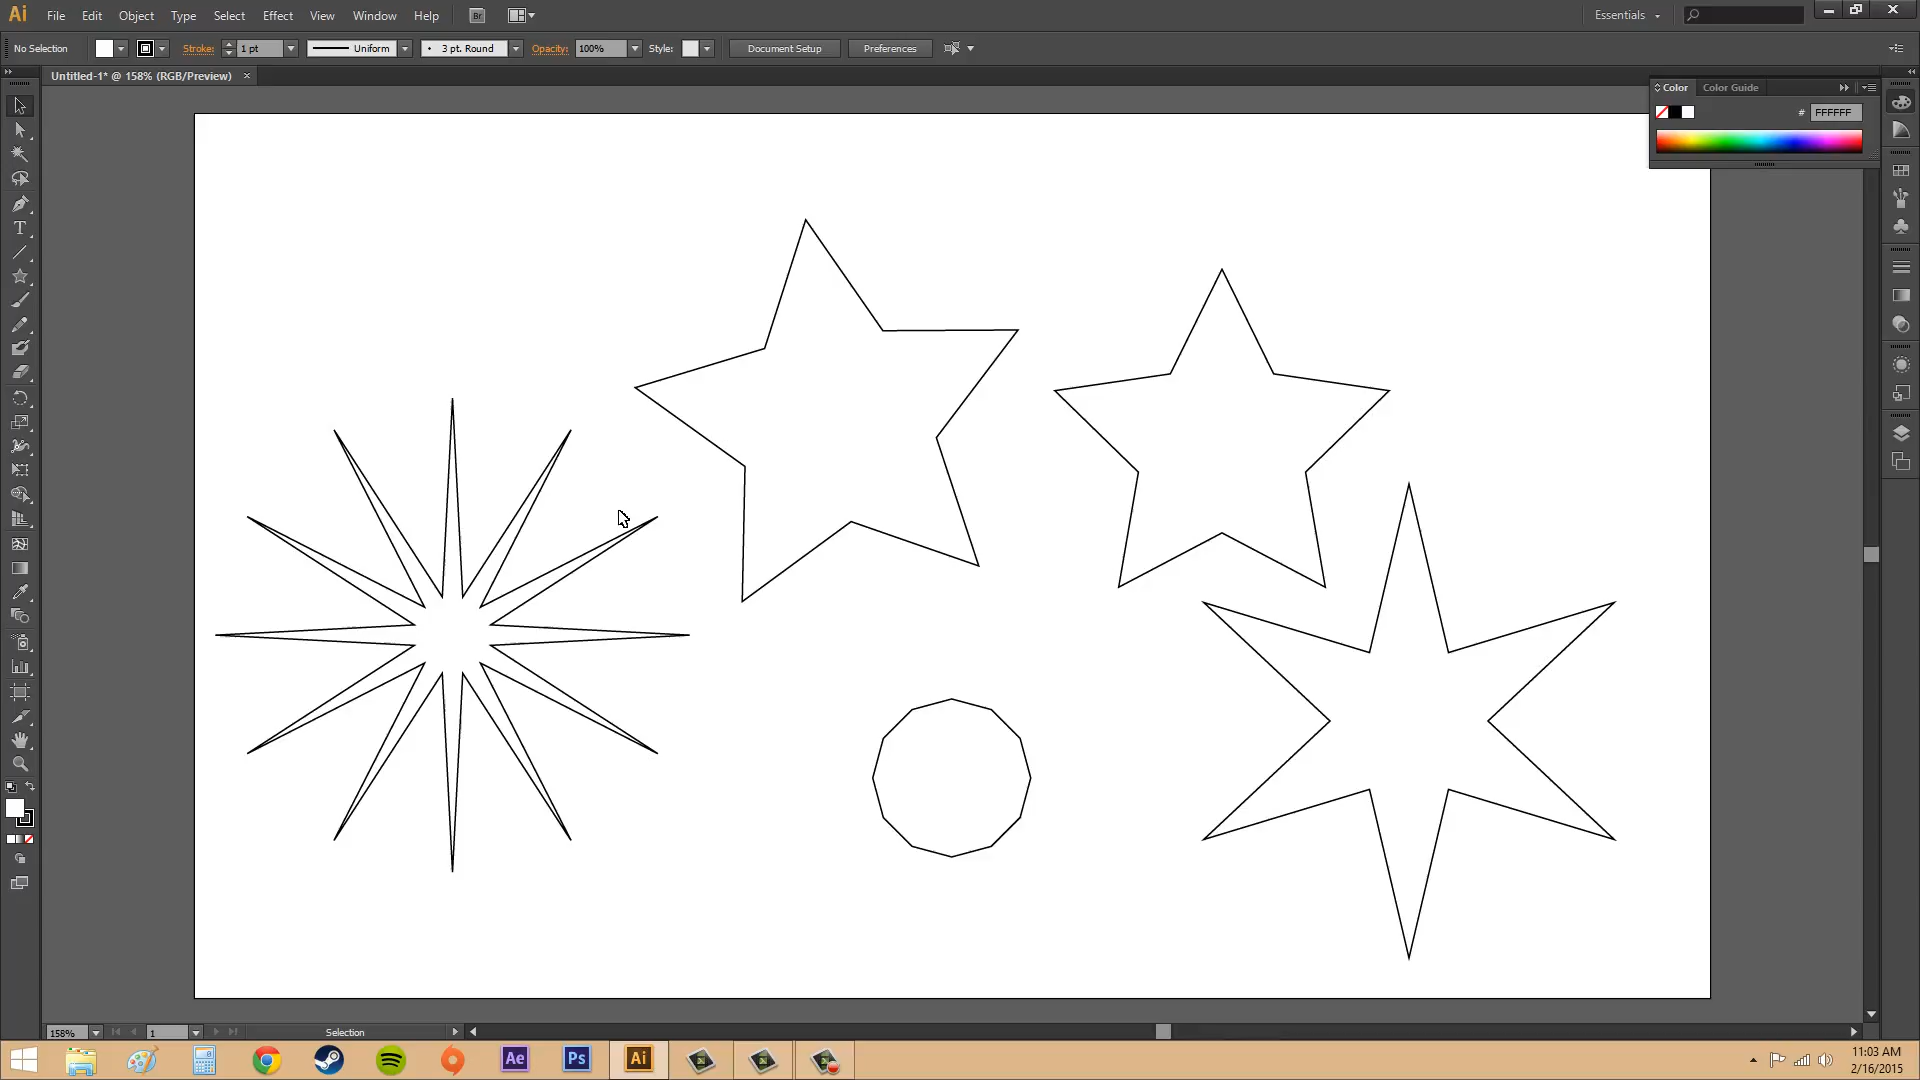 Ai File Edit Object Type Select Effect View Window Help Br Essentials
No Selection Stroke: 1 pt Uniform 3 pt. Round Opacity: 100% Style: Document Setup Preferences
Untitled-1* @ 158% (RGB/Preview) ×
Color Color Guide
# FFFFFF
T
158% 1 Selection
Ae Ps Ai
11:03 AM
2/16/2015